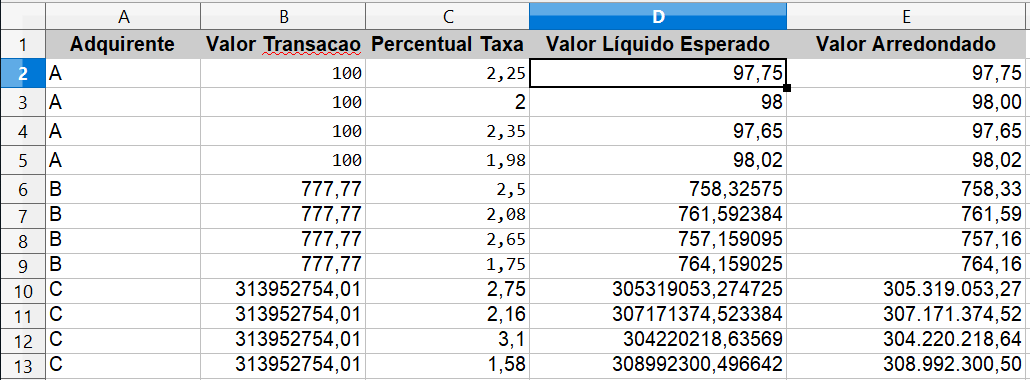 A B C D E
1 Adquirente Valor Transacao Percentual Taxa Valor Líquido Esperado Valor Arredondado
2 A 100 2,25 97,75 97,75
3 A 100 2 98 98,00
4 A 100 2,35 97,65 97,65
5 A 100 1,98 98,02 98,02
6 B 777,77 2,5 758,32575 758,33
7 B 777,77 2,08 761,592384 761,59
8 B 777,77 2,65 757,159095 757,16
9 B 777,77 1,75 764,159025 764,16
10 C 313952754,01 2,75 305319053,274725 305.319.053,27
11 C 313952754,01 2,16 307171374,523384 307.171.374,52
12 C 313952754,01 3,1 304220218,63569 304.220.218,64
13 C 313952754,01 1,58 308992300,496642 308.992.300,50